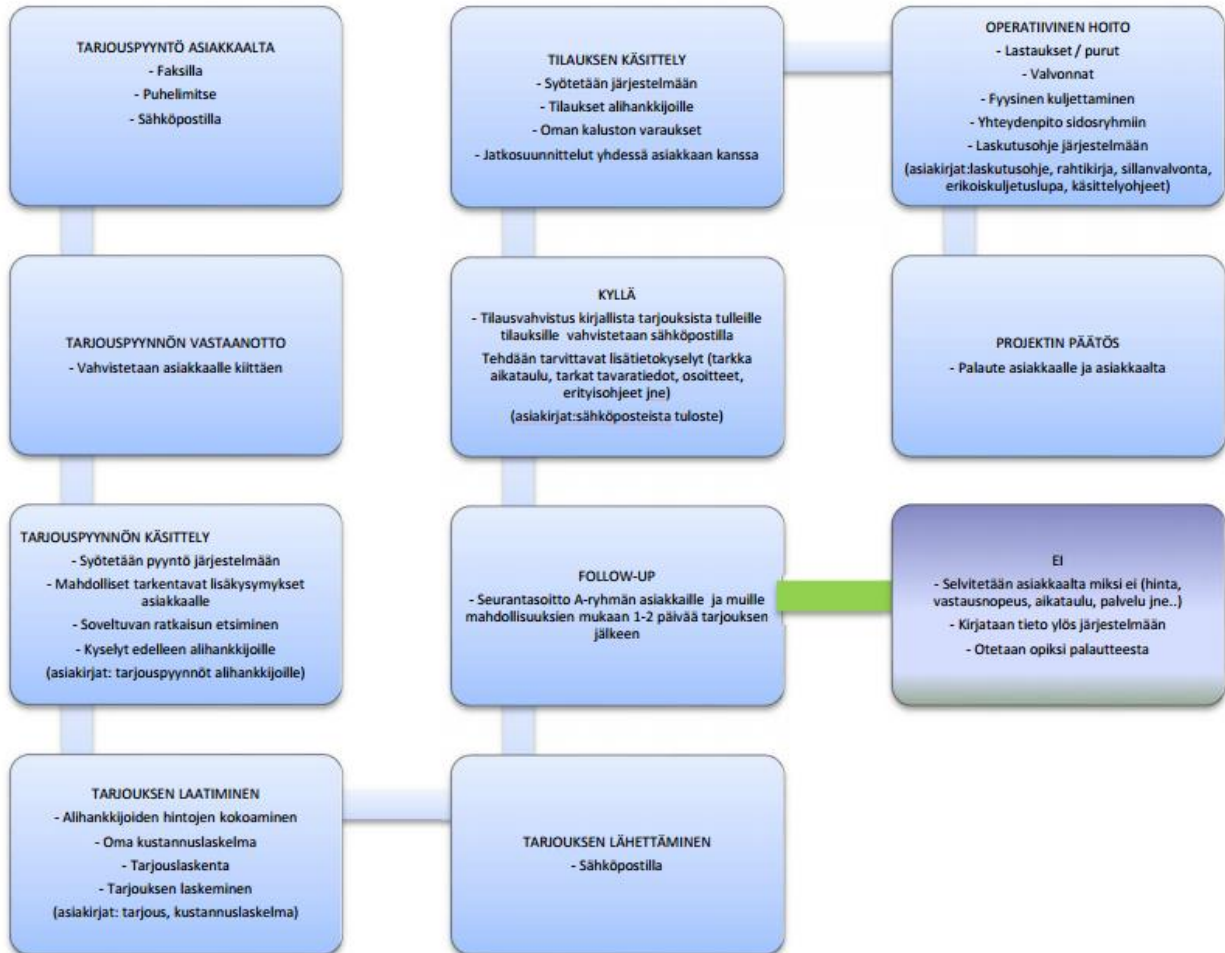 TARJOUSPYYNTÖ ASIAKKAALTA
- Faksilla
- Puhelimitse
- Sähköpostilla
TARJOUSPYYNNÖN VASTAANOTTO
- Vahvistetaan asiakkaalle kiittäen
TARJOUSPYYNNÖN KÄSITTELY
- Syötetään pyyntö järjestelmään
- Mahdolliset tarkentavat lisäkysymykset
asiakkaalle
- Soveltuvan ratkaisun etsiminen
- Kyselyt edelleen alihankkijoille
(asiakirjat: tarjouspyynnöt alihankkijoille)
TARJOUKSEN LAATIMINEN
- Alihankkijoiden hintojen kokoaminen
- Oma kustannuslaskelma
- Tarjouslaskenta
- Tarjouksen laskeminen
(asiakirjat: tarjous, kustannuslaskelma)
TARJOUKSEN LÄHETTÄMINEN
- Sähköpostilla
FOLLOW-UP
- Seurantasoitto A-ryhmän asiakkaille ja muille
mahdollisuuksien mukaan 1-2 päivää tarjouksen
jälkeen
KYLLÄ
- Tilausvahvistus kirjallista tarjouksista tulleille
tilauksille vahvistetaan sähköpostilla
Tehdään tarvittavat lisätietokyselyt (tarkka
aikataulu, tarkat tavaratiedot, osoitteet,
erityisohjeet jne)
(asiakirjat:sähköposteista tuloste)
TILAUKSEN KÄSITTELY
- Syötetään järjestelmään
- Tilaukset alihankkijoille
- Oman kaluston varaukset
- Jatkosuunnittelut yhdessä asiakkaan kanssa
OPERATIIVINEN HOITO
- Lastaukset / purut
- Valvonnat
- Fyysinen kuljettaminen
- Yhteydenpito sidosryhmiin
- Laskutusohje järjestelmään
(asiakirjat:laskutusohje, rahtikirja, sillanvalvonta,
erikoiskuljetuslupa, käsittelyohjeet)
PROJEKTIN PÄÄTÖS
- Palaute asiakkaalle ja asiakkaalta
EI
- Selvitetään asiakkaalta miksi ei (hinta,
vastausnopeus, aikataulu, palvelu jne..)
- Kirjataan tieto ylös järjestelmään
- Otetaan opiksi palautteesta